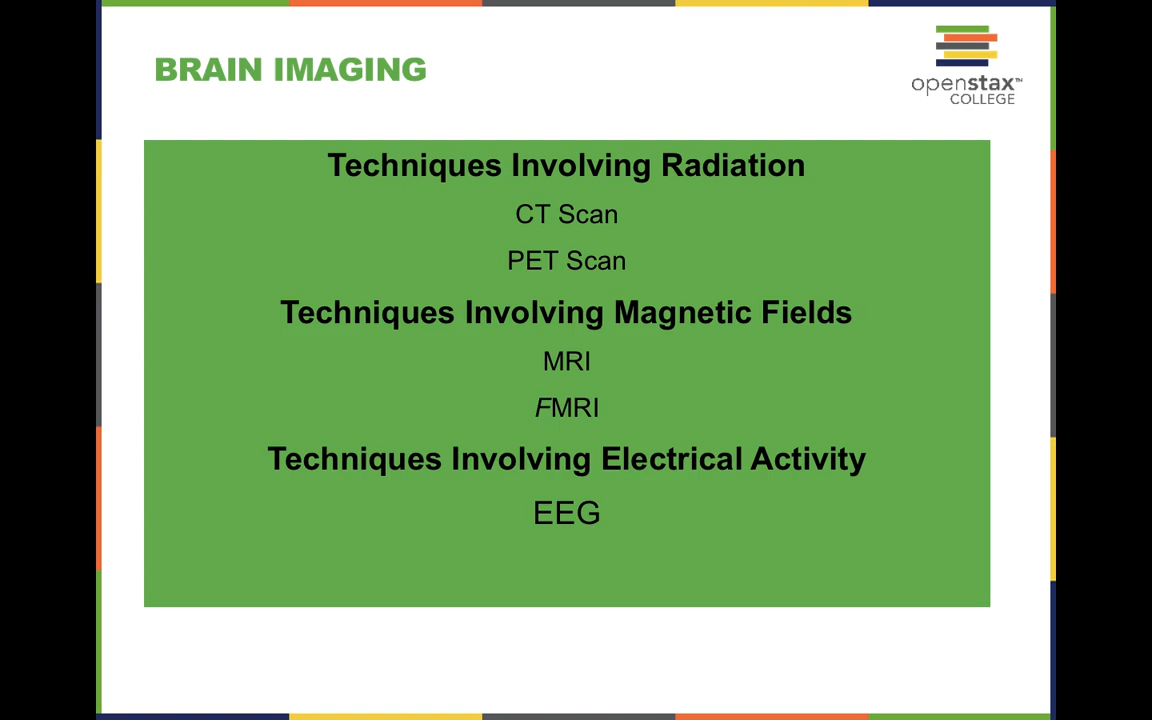 BRAIN IMAGING
openstax™
COLLEGE
Techniques Involving Radiation
CT Scan
PET Scan
Techniques Involving Magnetic Fields
MRI
FMRI
Techniques Involving Electrical Activity
EEG